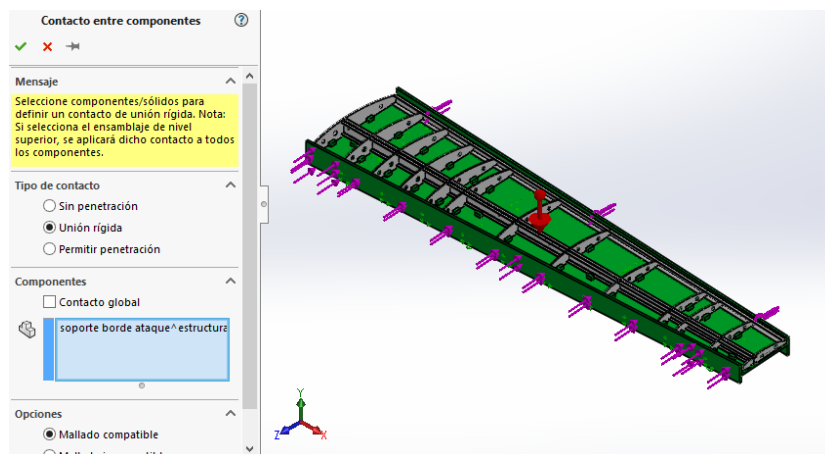 Contacto entre componentes
Mensaje
Seleccione componentes/sólidos para
definir un contacto de unión rígida. Nota:
Si selecciona el ensamblaje de nivel
superior, se aplicará dicho contacto a todos
los componentes.
Tipo de contacto
Sin penetración
Unión rígida
Permitir penetración
Componentes
Contacto global
soporte borde ataque^estructura
Opciones
Mallado compatible
Y
Z
X